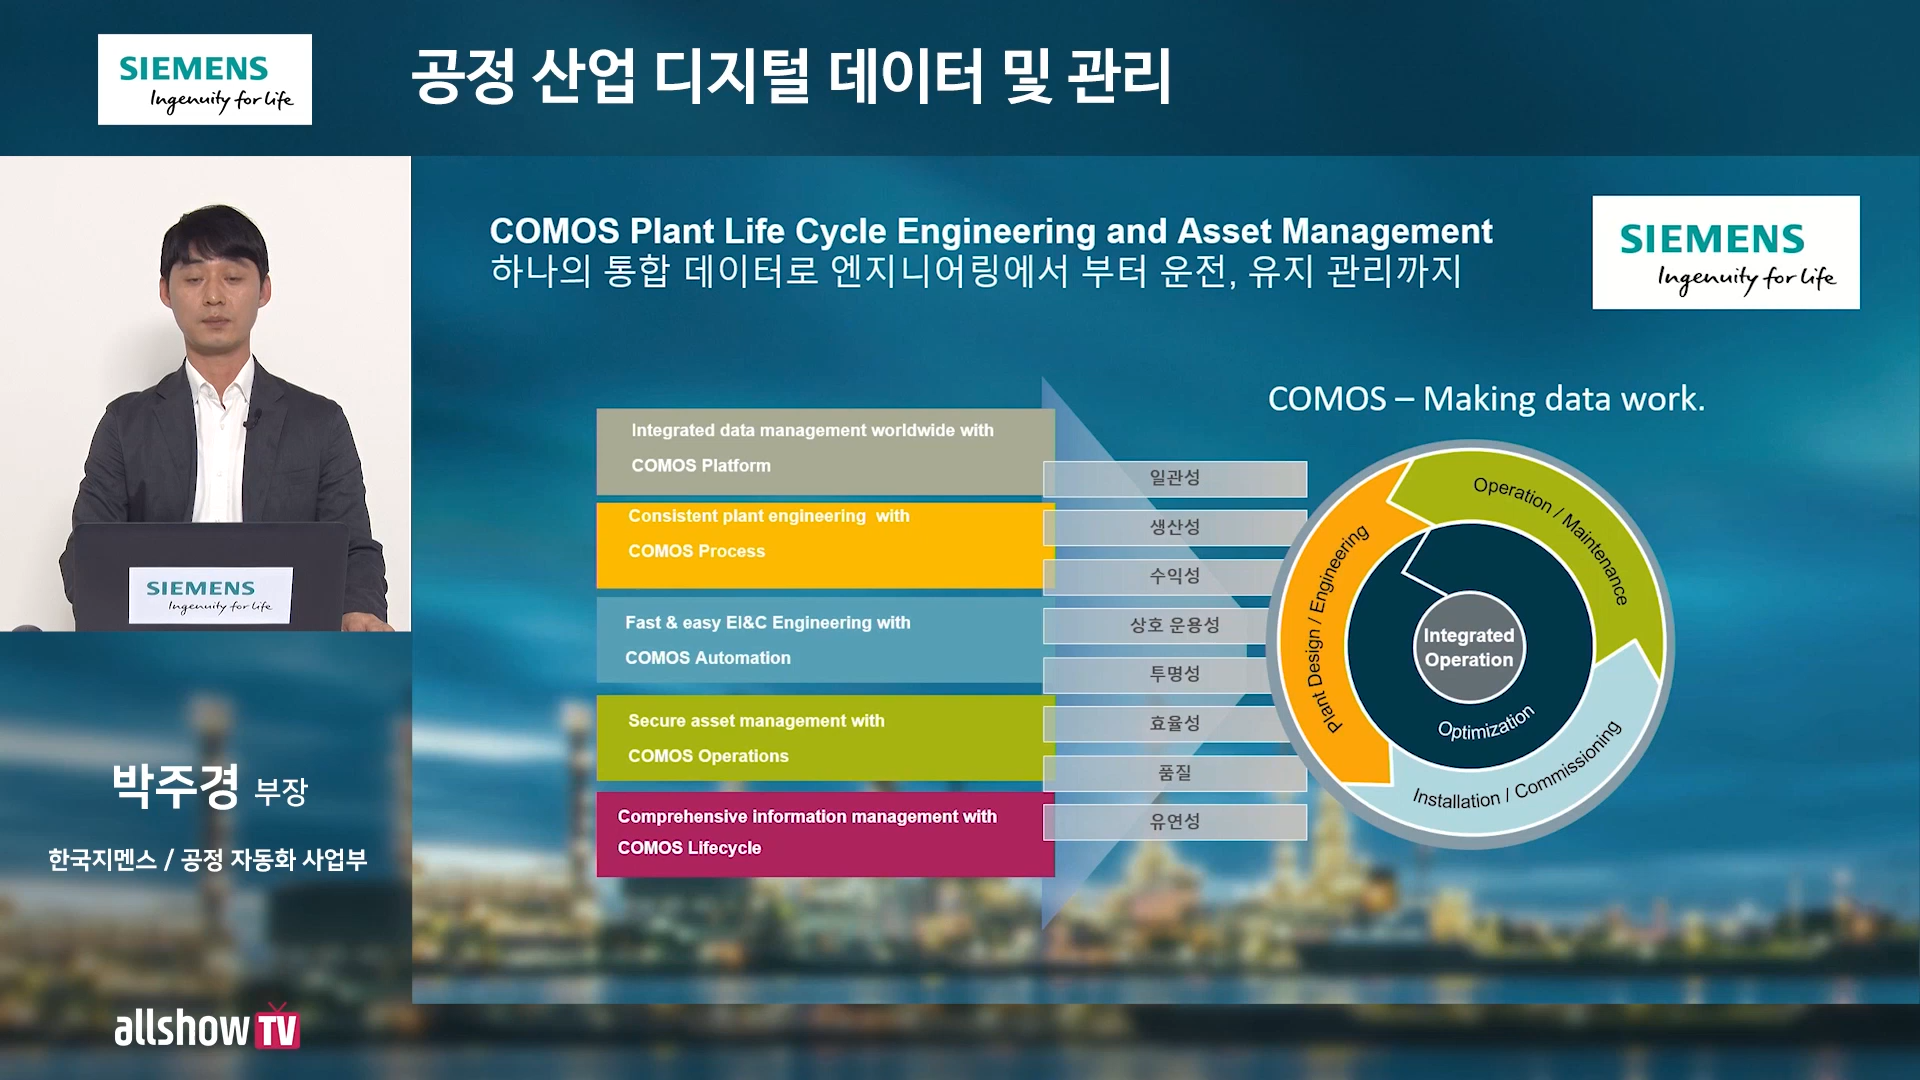 SIEMENS
Ingenuity for life
공정 산업 디지털 데이터 및 관리
COMOS Plant Life Cycle Engineering and Asset Management
하나의 통합 데이터로 엔지니어링에서 부터 운전, 유지 관리까지
SIEMENS
Ingenuity for life
COMOS – Making data work.
Integrated data management worldwide with
COMOS Platform
Consistent plant engineering with
COMOS Process
Fast & easy EI&C Engineering with
COMOS Automation
Secure asset management with
COMOS Operations
Comprehensive information management with
COMOS Lifecycle
일관성
생산성
수익성
상호 운용성
투명성
효율성
품질
유연성
Operation / Maintenance
Plant Design / Engineering
Integrated
Operation
Optimization
Installation / Commissioning
SIEMENS
Ingenuity for life
박주경 부장
한국지멘스 / 공정 자동화 사업부
allshow TV